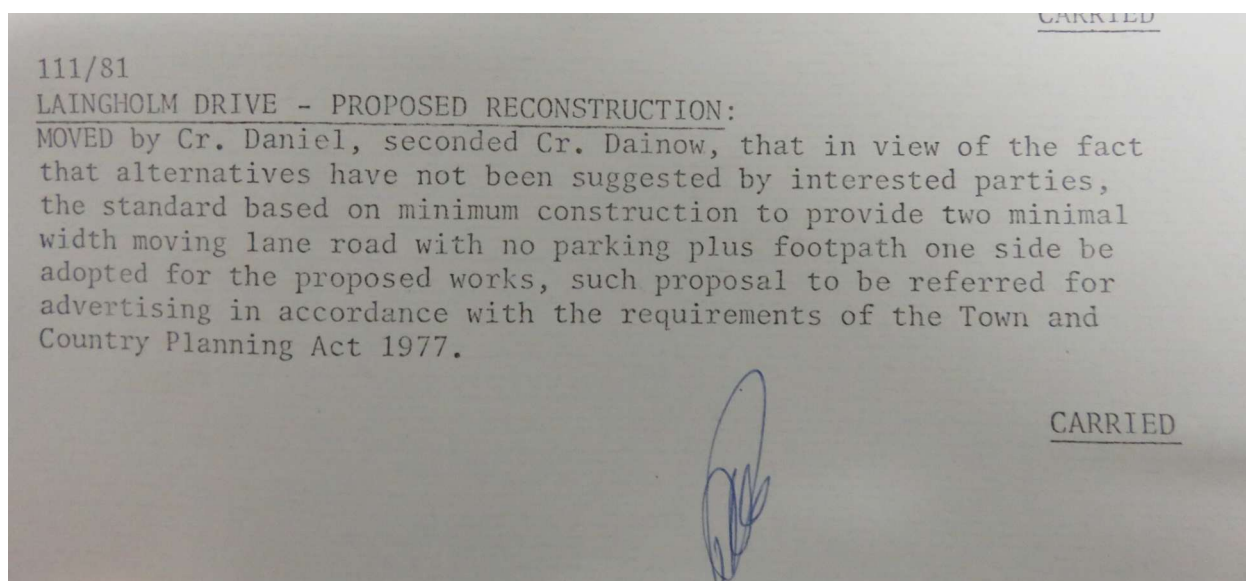 CARRIED
111/81
LAINGHOLM DRIVE - PROPOSED RECONSTRUCTION:
MOVED by Cr. Daniel, seconded Cr. Dainow, that in view of the fact
that alternatives have not been suggested by interested parties,
the standard based on minimum construction to provide two minimal
width moving lane road with no parking plus footpath one side be
adopted for the proposed works, such proposal to be referred for
advertising in accordance with the requirements of the Town and
Country Planning Act 1977.
CARRIED